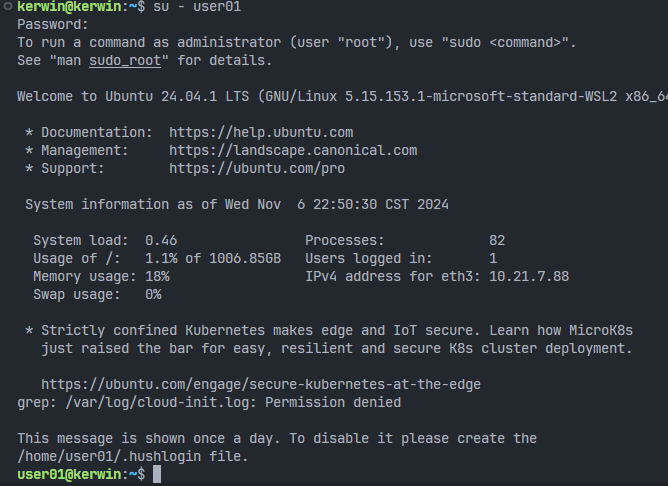 kerwin@kerwin:~$ su - user01
Password:
To run a command as administrator (user "root"), use "sudo <command>".
See "man sudo_root" for details.
Welcome to Ubuntu 24.04.1 LTS (GNU/Linux 5.15.153.1-microsoft-standard-WSL2 x86_64
* Documentation:  https://help.ubuntu.com
* Management:     https://landscape.canonical.com
* Support:        https://ubuntu.com/pro
System information as of Wed Nov  6 22:50:30 CST 2024
System load:  0.46                Processes:             82
Usage of /:   1.1% of 1006.85GB   Users logged in:       1
Memory usage: 18%                 IPv4 address for eth3: 10.21.7.88
Swap usage:   0%
* Strictly confined Kubernetes makes edge and IoT secure. Learn how MicroK8s
just raised the bar for easy, resilient and secure K8s cluster deployment.
https://ubuntu.com/engage/secure-kubernetes-at-the-edge
grep: /var/log/cloud-init.log: Permission denied
This message is shown once a day. To disable it please create the
/home/user01/.hushlogin file.
user01@kerwin:~$